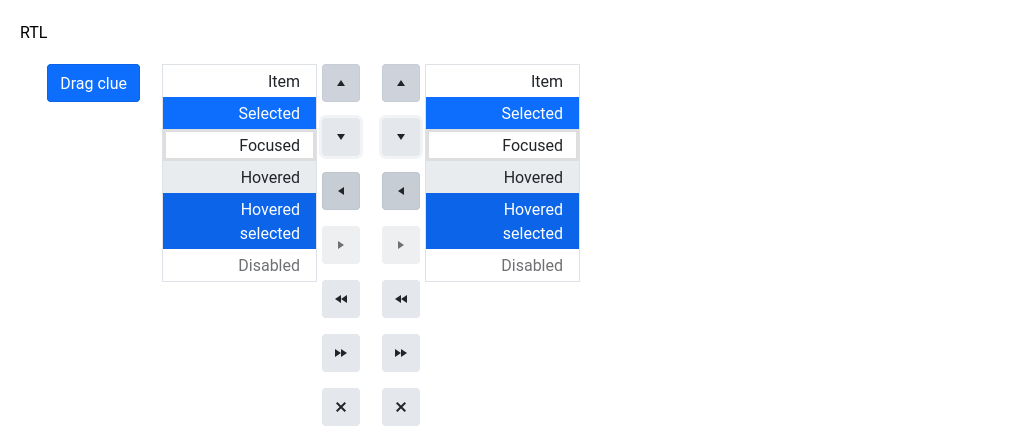 RTL
Drag clue
Item
Selected
Focused
Hovered
Hovered
selected
Disabled
Item
Selected
Focused
Hovered
Hovered
selected
Disabled